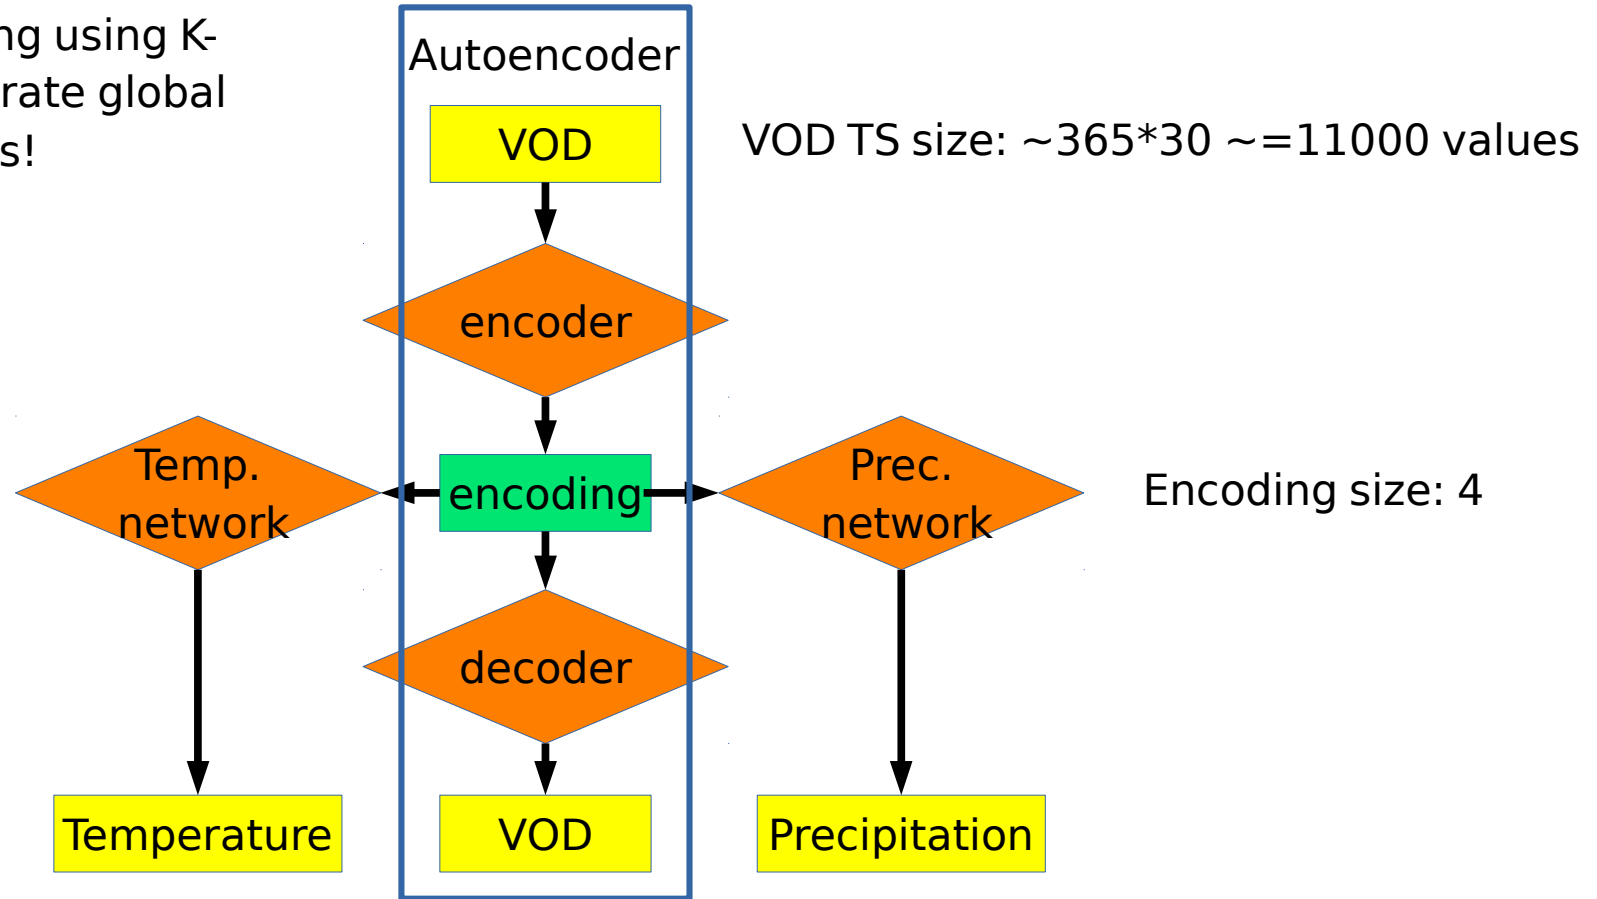 ng using K-
rate global
s!
Autoencoder
VOD
VOD TS size: ~365*30 ~=11000 values
encoder
Temp.
network
encoding
Prec.
network
Encoding size: 4
decoder
Temperature
VOD
Precipitation